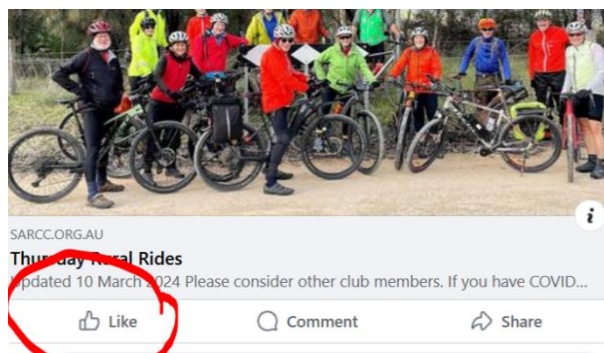 SARCC.ORG.AU
Thursday Rural Rides
Updated 10 March 2024 Please consider other club members. If you have COVID...
Like Comment Share